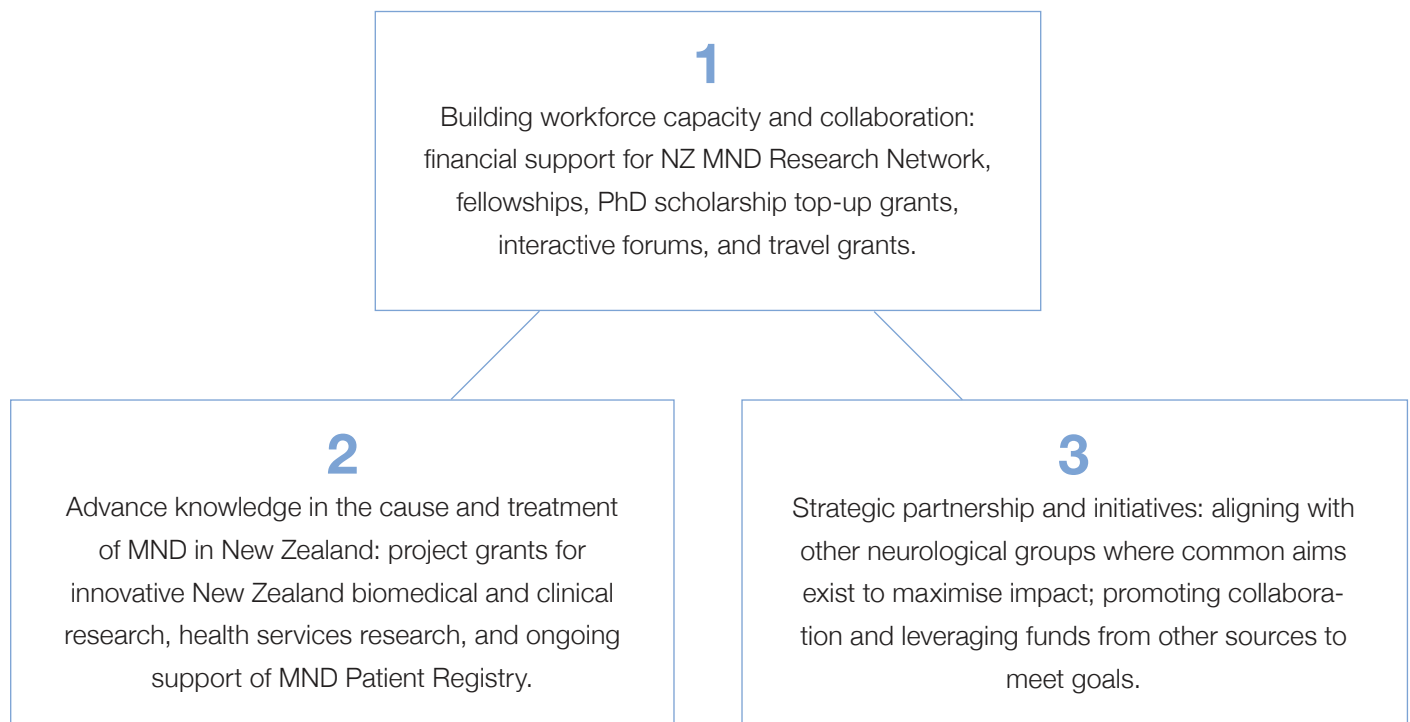 1
Building workforce capacity and collaboration:
financial support for NZ MND Research Network,
fellowships, PhD scholarship top-up grants,
interactive forums, and travel grants.
2
Advance knowledge in the cause and treatment
of MND in New Zealand: project grants for
innovative New Zealand biomedical and clinical
research, health services research, and ongoing
support of MND Patient Registry.
3
Strategic partnership and initiatives: aligning with
other neurological groups where common aims
exist to maximise impact; promoting collabora-
tion and leveraging funds from other sources to
meet goals.